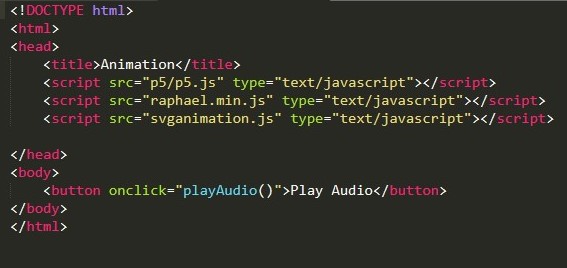 <!DOCTYPE html>
<html>
<head>
    <title>Animation</title>
    <script src="p5/p5.js" type="text/javascript"></script>
    <script src="raphael.min.js" type="text/javascript"></script>
    <script src="svganimation.js" type="text/javascript"></script>

</head>
<body>
    <button onclick="playAudio()">Play Audio</button>
</body>
</html>